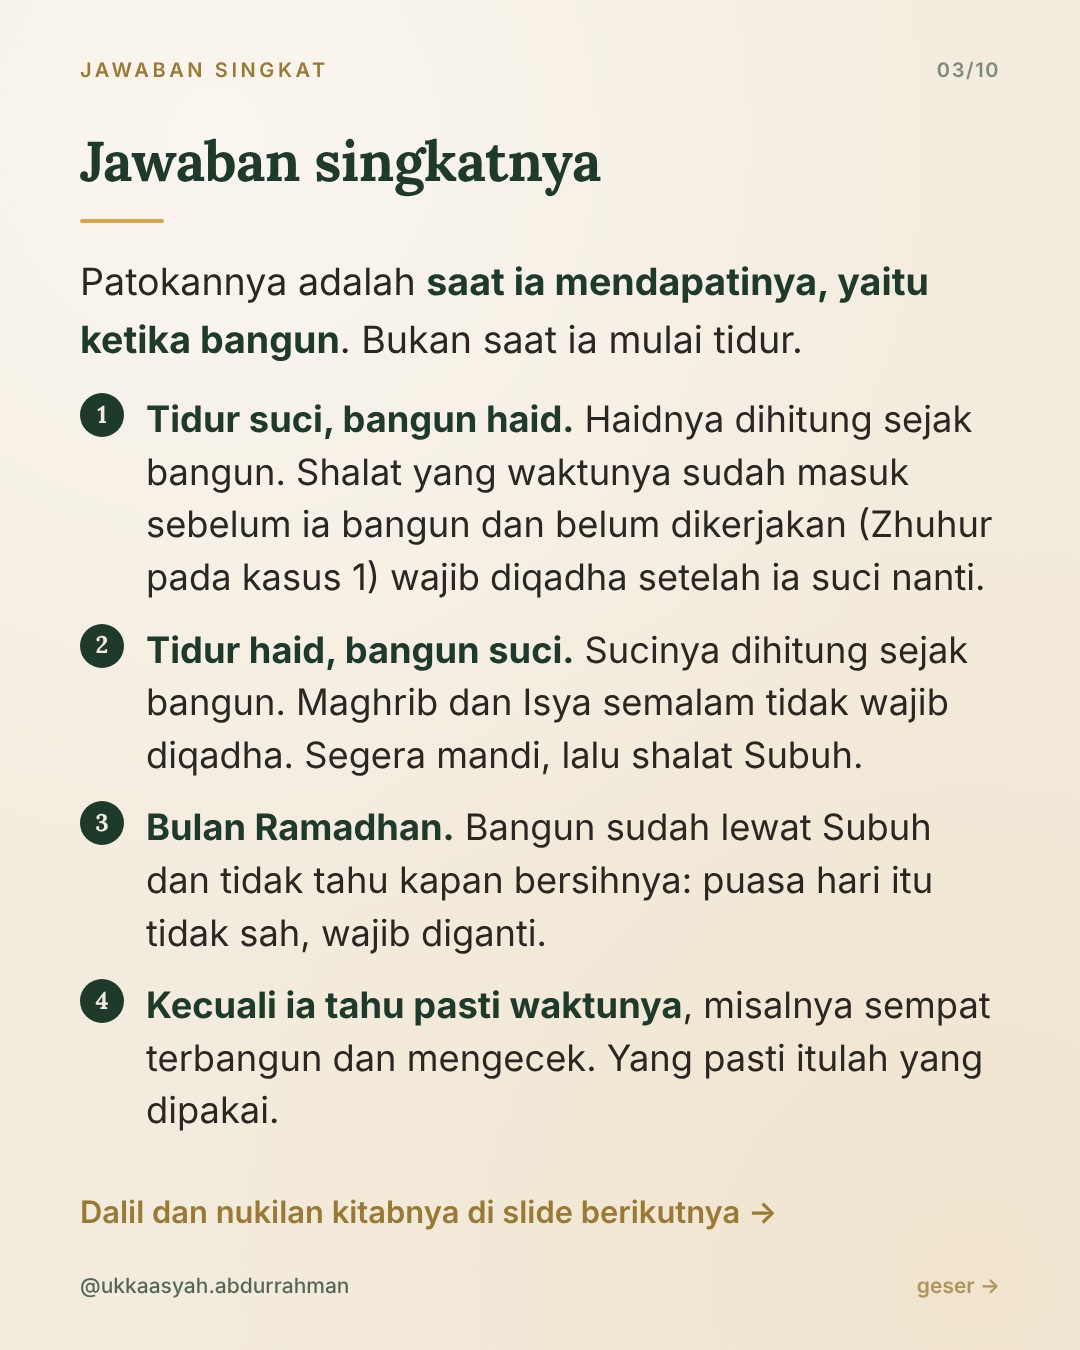 JAWABAN SINGKAT
03/10
Jawaban singkatnya
Patokannya adalah saat ia mendapatinya, yaitu
ketika bangun. Bukan saat ia mulai tidur.
1 Tidur suci, bangun haid. Haidnya dihitung sejak
bangun. Shalat yang waktunya sudah masuk
sebelum ia bangun dan belum dikerjakan (Zhuhur
pada kasus 1) wajib diqadha setelah ia suci nanti.
2 Tidur haid, bangun suci. Sucinya dihitung sejak
bangun. Maghrib dan Isya semalam tidak wajib
diqadha. Segera mandi, lalu shalat Subuh.
3 Bulan Ramadhan. Bangun sudah lewat Subuh
dan tidak tahu kapan bersihnya: puasa hari itu
tidak sah, wajib diganti.
4 Kecuali ia tahu pasti waktunya, misalnya sempat
terbangun dan mengecek. Yang pasti itulah yang
dipakai.
Dalil dan nukilan kitabnya di slide berikutnya →
@ukkaasyah.abdurrahman
geser →